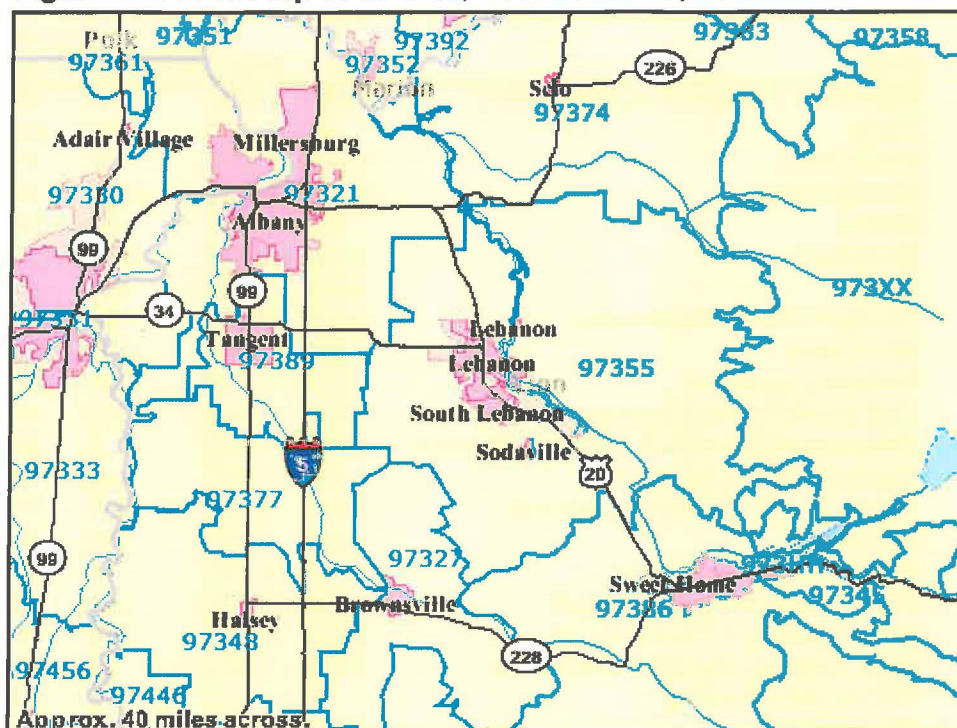 Polk
97351
97392
97383
97358
97361
97352
226
Marion
Scio
97374
Adair Village
Millersburg
97330
97321
Albany
99
99
973XX
34
Lebanon
Tangent
97389
Lebanon
97355
South Lebanon
Sodaville
5
20
97333
97377
99
97327
Sweet Home
Brownsville
97386
Halsey
97348
228
97456
97446
Approx. 40 miles across.